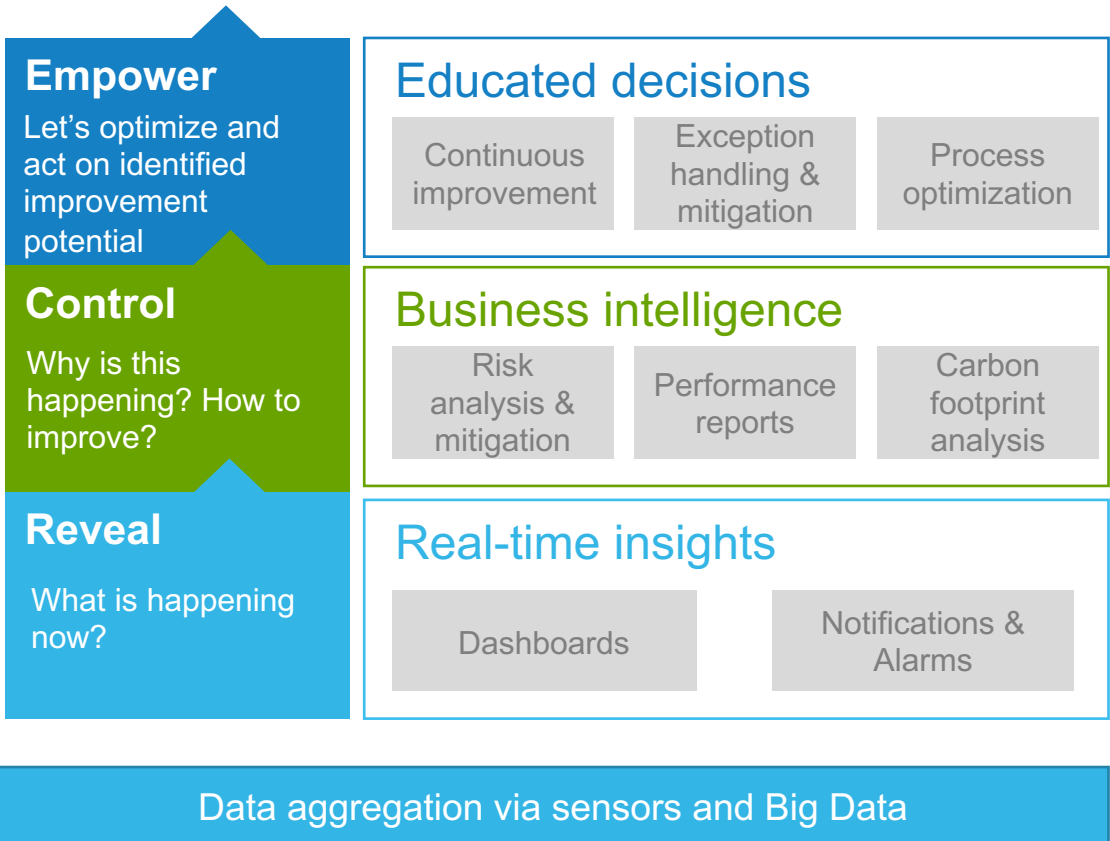 Empower
Let’s optimize and
act on identified
improvement
potential
Educated decisions
Continuous
improvement
Exception
handling &
mitigation
Process
optimization
Control
Why is this
happening? How to
improve?
Business intelligence
Risk
analysis &
mitigation
Performance
reports
Carbon
footprint
analysis
Reveal
What is happening
now?
Real-time insights
Dashboards
Notifications &
Alarms
Data aggregation via sensors and Big Data